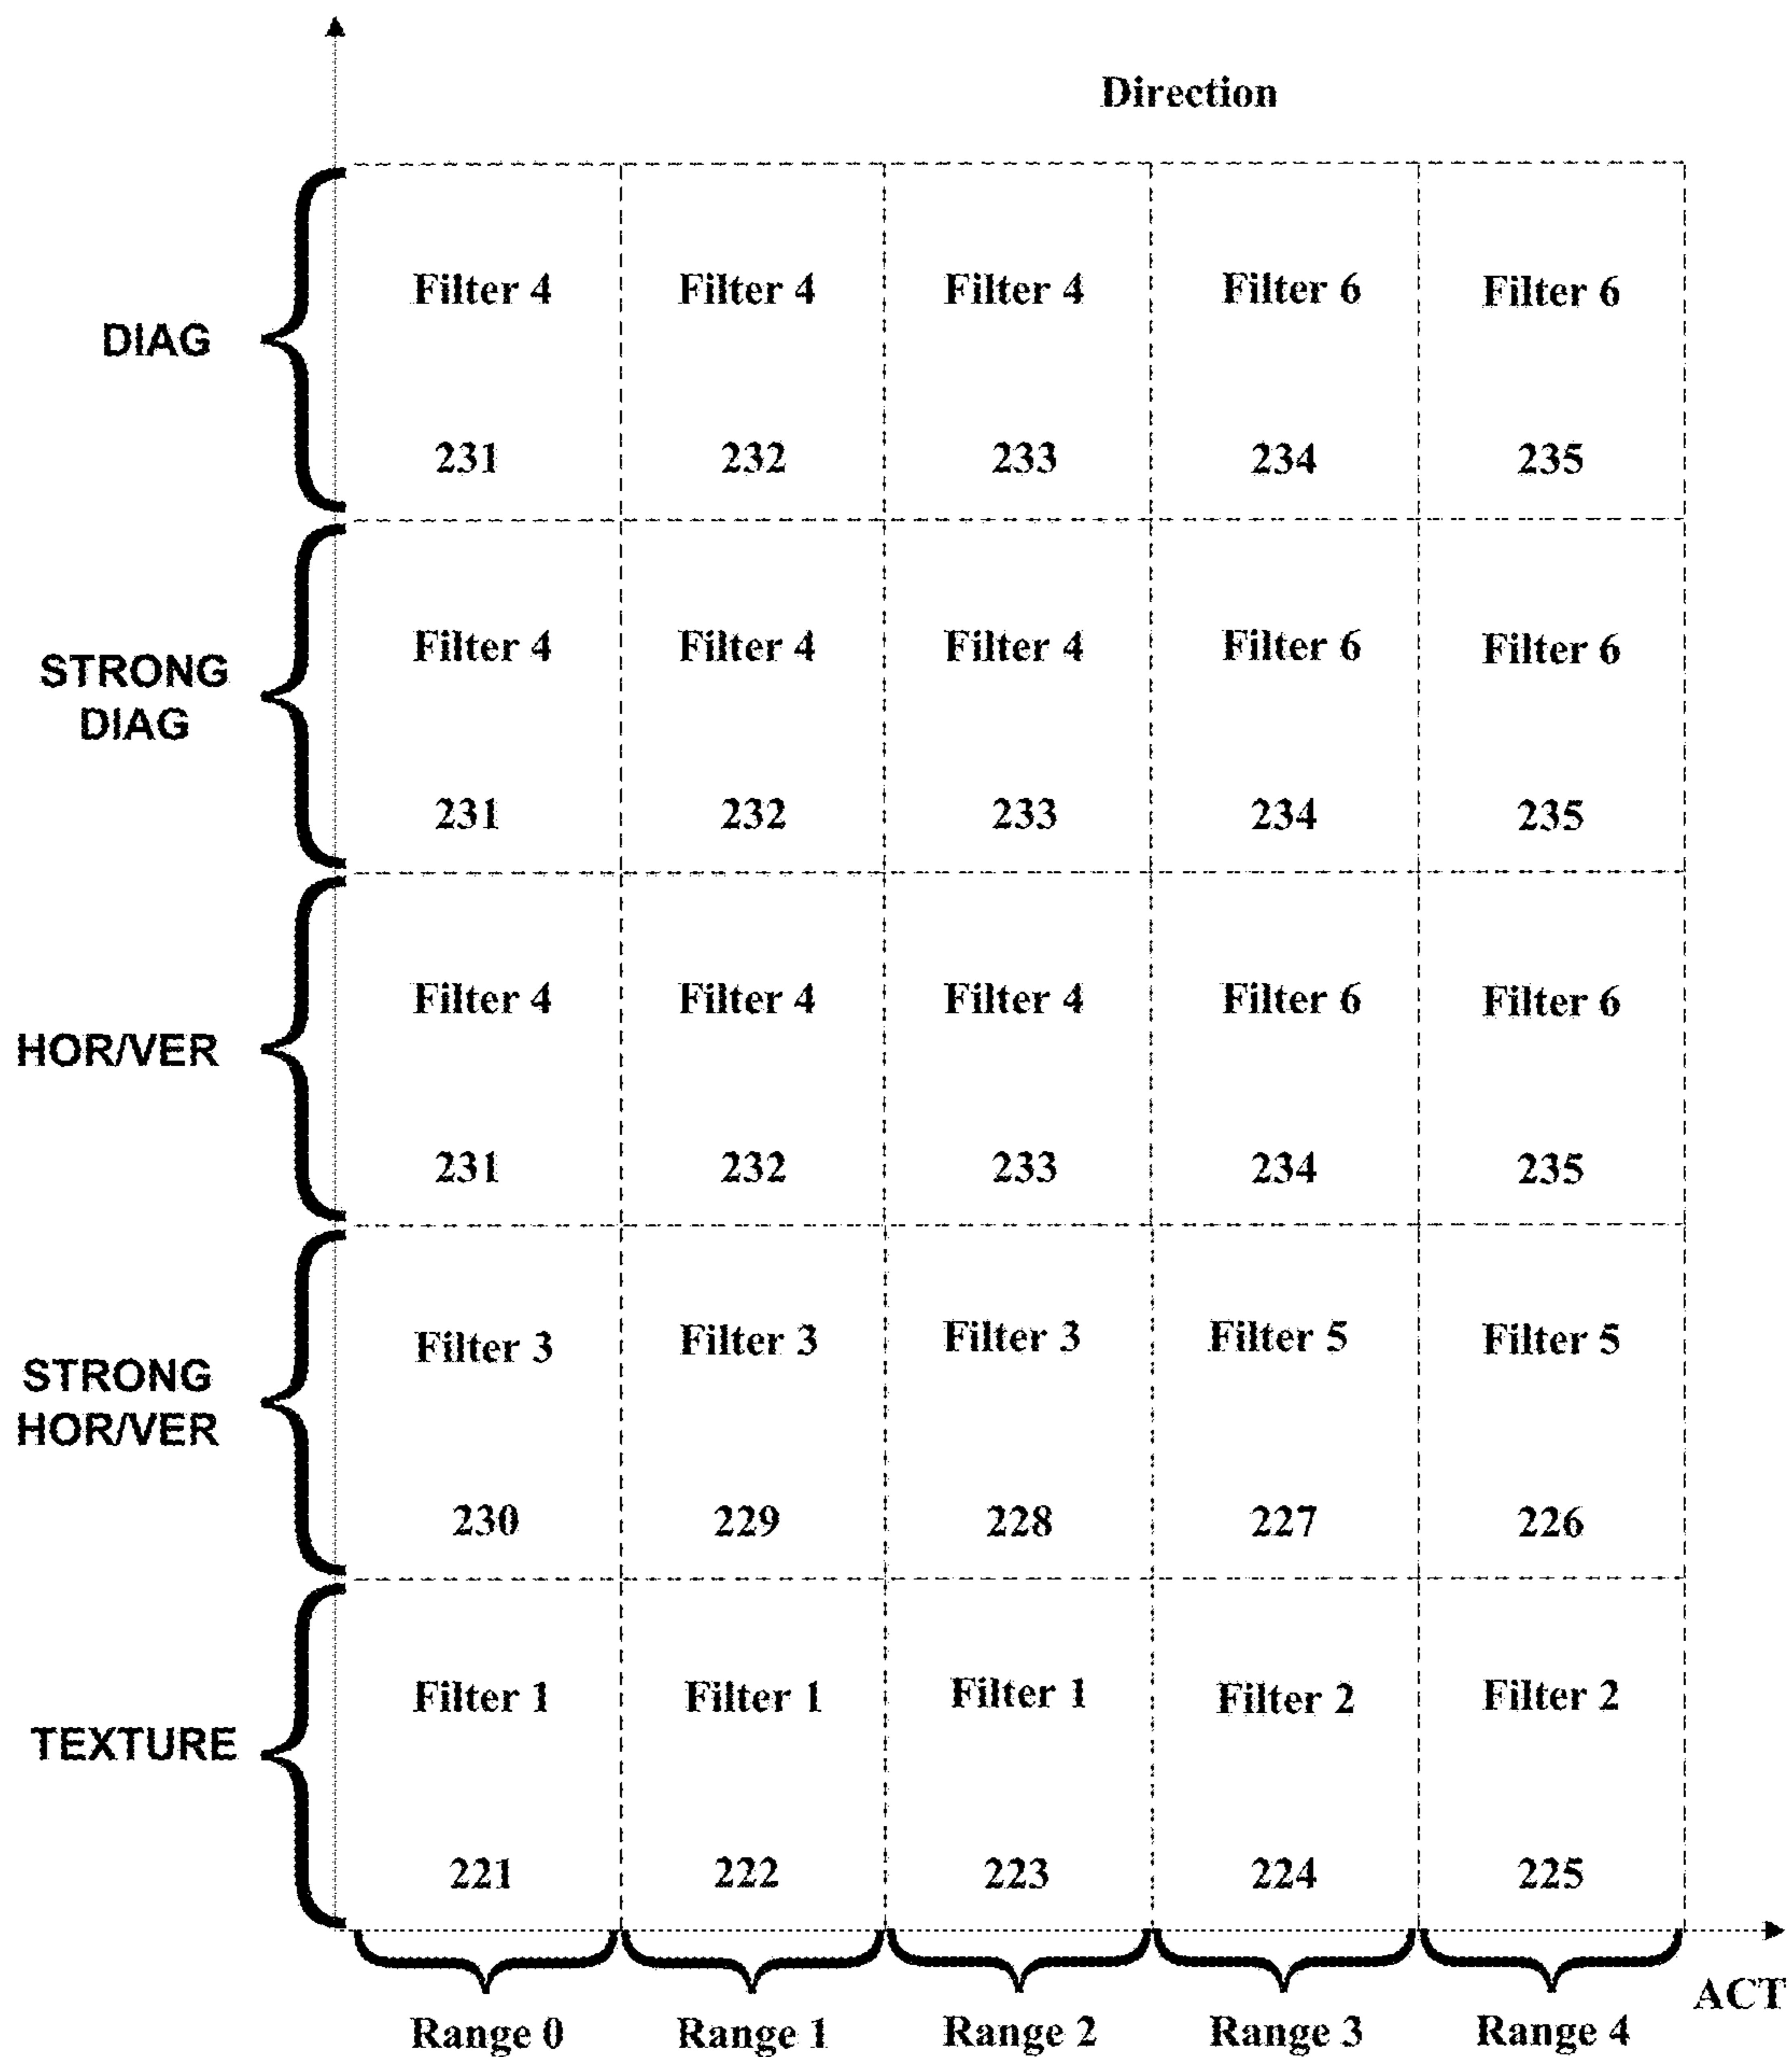 Direction
DIAG
Filter 4 Filter 4 Filter 4 Filter 6 Filter 6
231 232 233 234 235
STRONG
DIAG
Filter 4 Filter 4 Filter 4 Filter 6 Filter 6
231 232 233 234 235
HOR/VER
Filter 4 Filter 4 Filter 4 Filter 6 Filter 6
231 232 233 234 235
STRONG
HOR/VER
Filter 3 Filter 3 Filter 3 Filter 5 Filter 5
230 229 228 227 226
TEXTURE
Filter 1 Filter 1 Filter 1 Filter 2 Filter 2
221 222 223 224 225
ACT
Range 0 Range 1 Range 2 Range 3 Range 4